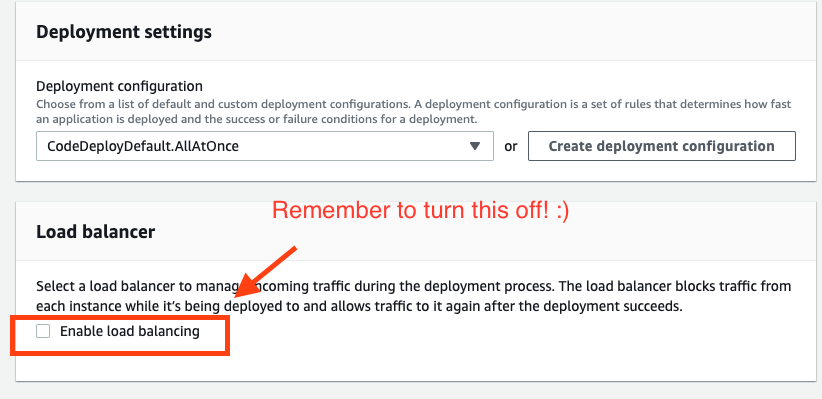 Deployment settings
Deployment configuration
Choose from a list of default and custom deployment configurations. A deployment configuration is a set of rules that determines how fast
an application is deployed and the success or failure conditions for a deployment.
CodeDeployDefault.AllAtOnce or Create deployment configuration
Remember to turn this off! :)
Load balancer
Select a load balancer to manage incoming traffic during the deployment process. The load balancer blocks traffic from
each instance while it's being deployed to and allows traffic to it again after the deployment succeeds.
Enable load balancing